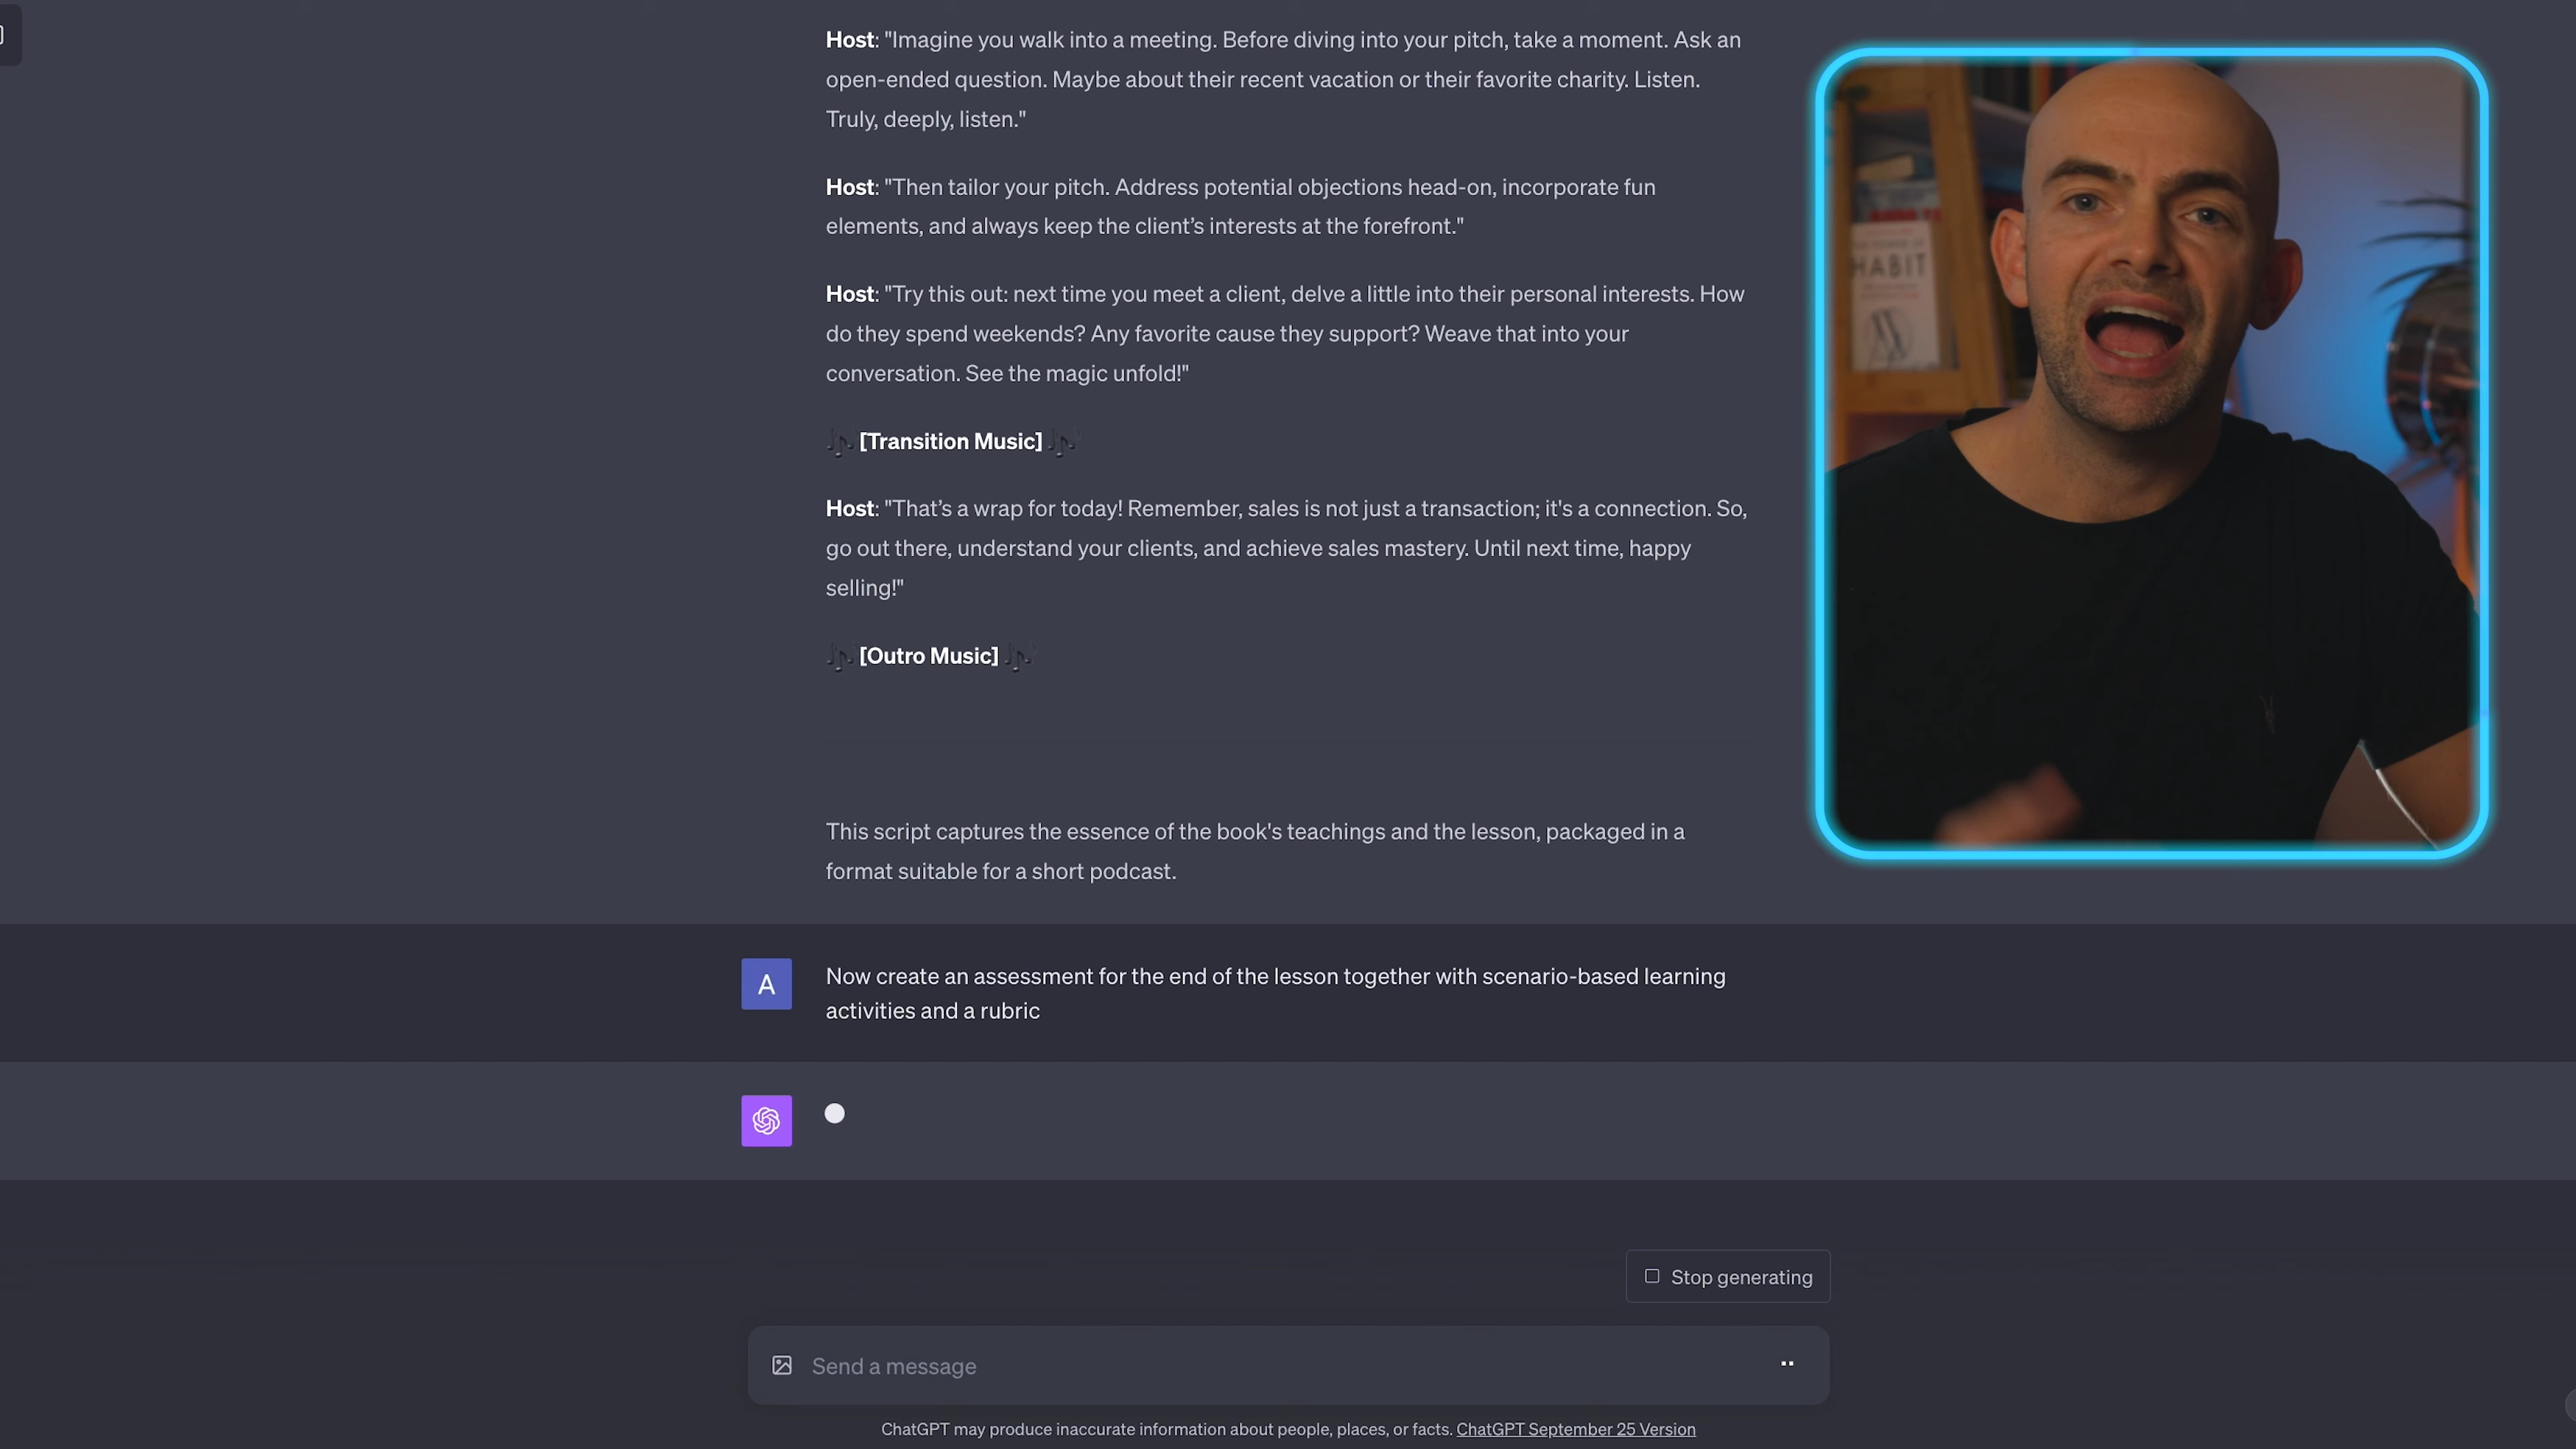 Host: "Imagine you walk into a meeting. Before diving into your pitch, take a moment. Ask an
open-ended question. Maybe about their recent vacation or their favorite charity. Listen.
Truly, deeply, listen."
Host: "Then tailor your pitch. Address potential objections head-on, incorporate fun
elements, and always keep the client’s interests at the forefront."
Host: "Try this out: next time you meet a client, delve a little into their personal interests. How
do they spend weekends? Any favorite cause they support? Weave that into your
conversation. See the magic unfold!"
🎶 [Transition Music] 🎶
Host: "That’s a wrap for today! Remember, sales is not just a transaction; it's a connection. So,
go out there, understand your clients, and achieve sales mastery. Until next time, happy
selling!"
🎶 [Outro Music] 🎶
This script captures the essence of the book's teachings and the lesson, packaged in a
format suitable for a short podcast.
A
Now create an assessment for the end of the lesson together with scenario-based learning
activities and a rubric
Stop generating
Send a message
ChatGPT may produce inaccurate information about people, places, or facts. ChatGPT September 25 Version
HABIT